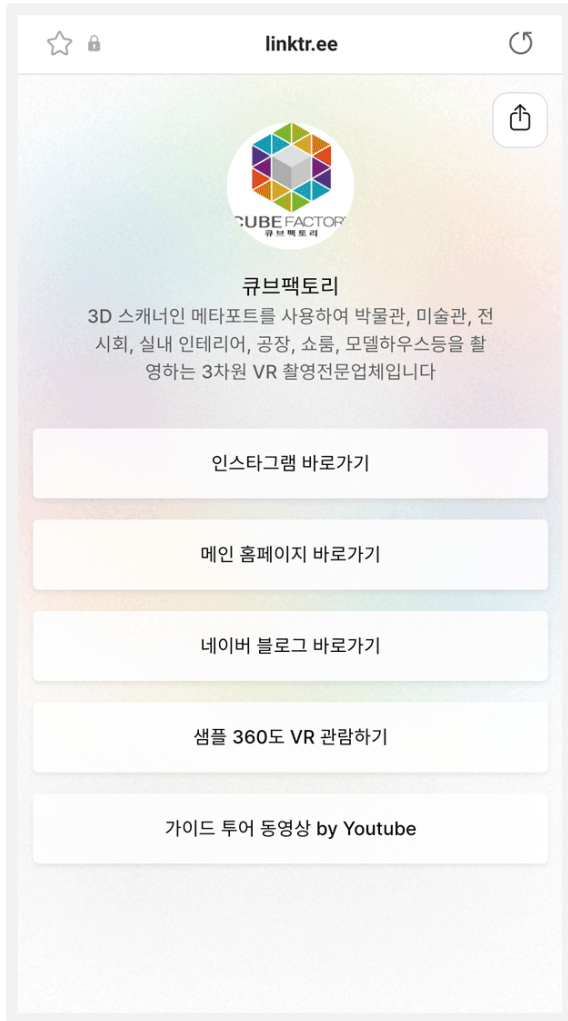 linktr.ee
CUBE FACTORY
큐브팩토리
큐브팩토리
3D 스캐너인 메타포트를 사용하여 박물관, 미술관, 전
시회, 실내 인테리어, 공장, 쇼룸, 모델하우스등을 촬
영하는 3차원 VR 촬영전문업체입니다
인스타그램 바로가기
메인 홈페이지 바로가기
네이버 블로그 바로가기
샘플 360도 VR 관람하기
가이드 투어 동영상 by Youtube